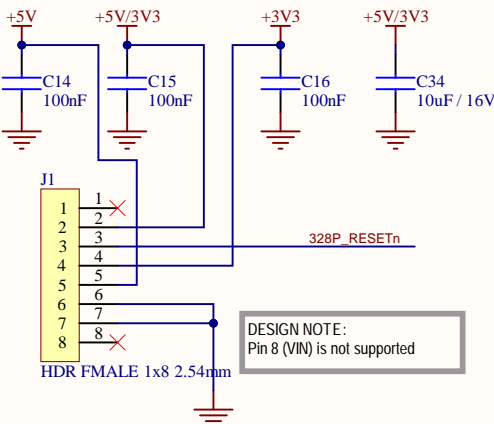 +5V +5V/3V3 +3V3 +5V/3V3
C14 C15 C16 C34
100nF 100nF 100nF 10uF / 16V
J1
1 1
2 2
3 3 328P_RESETn
4 4
5 5
6 6
7 7
8 8
HDR FMALE 1x8 2.54mm
DESIGN NOTE:
Pin 8 (VIN) is not supported